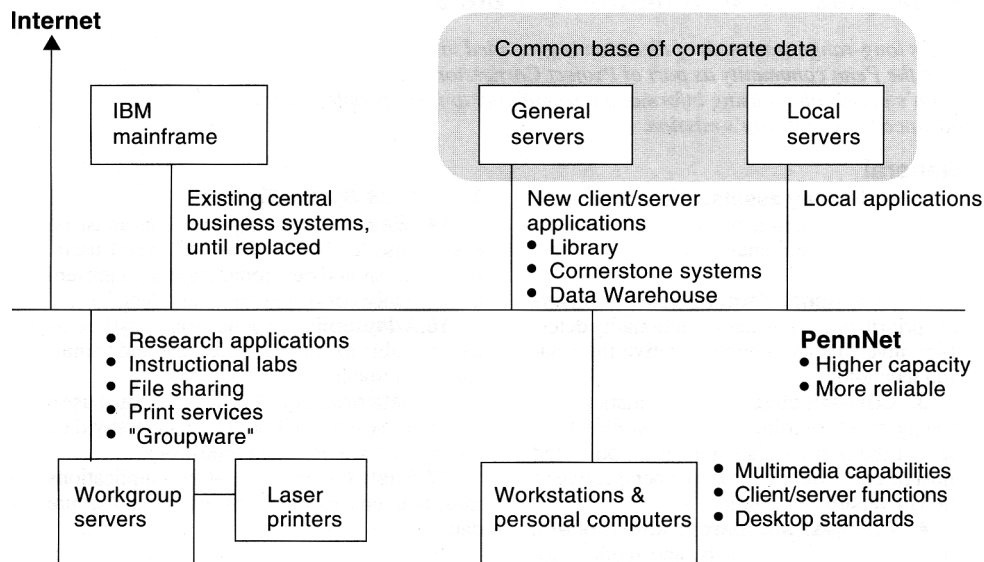 Internet
Common base of corporate data
IBM
mainframe
General
servers
Local
servers
Existing central
business systems,
until replaced
New client/server
applications
• Library
• Cornerstone systems
• Data Warehouse
Local applications
• Research applications
• Instructional labs
• File sharing
• Print services
• "Groupware"
PennNet
• Higher capacity
• More reliable
Workgroup
servers
Laser
printers
Workstations &
personal computers
• Multimedia capabilities
• Client/server functions
• Desktop standards